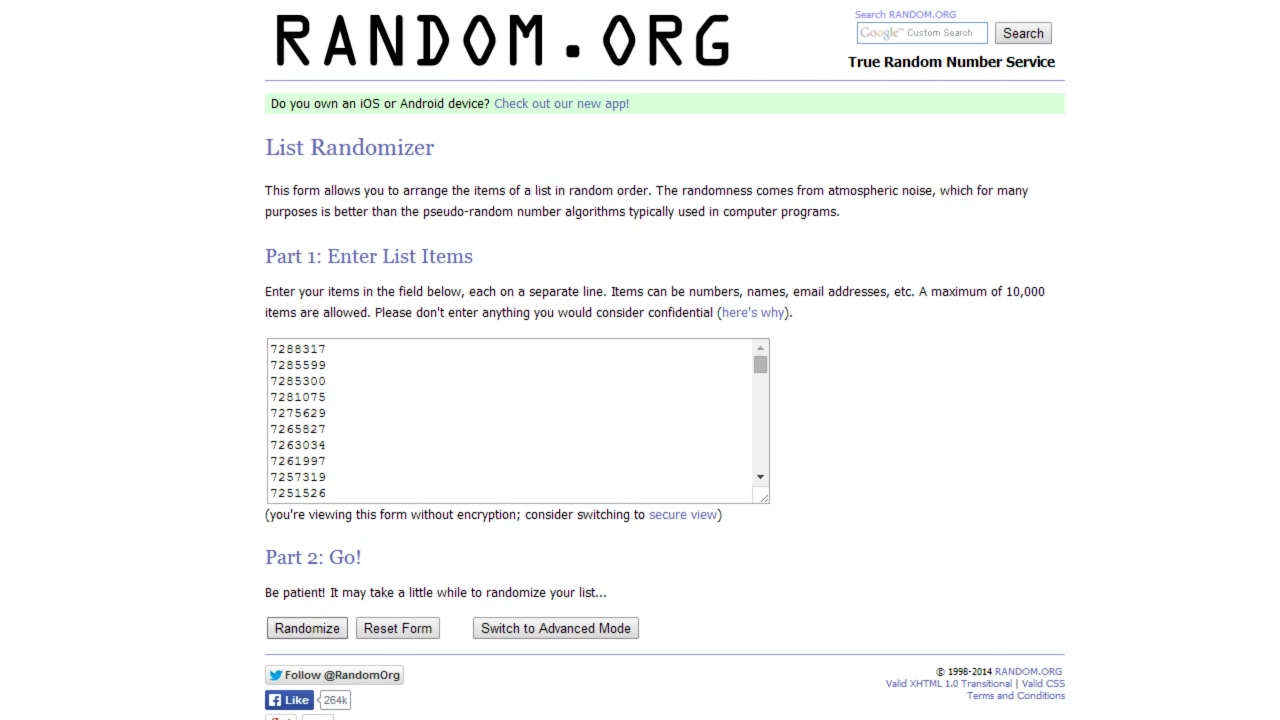 RANDOM.ORG
Search RANDOM.ORG
Google™ Custom Search
Search
True Random Number Service
Do you own an iOS or Android device? Check out our new app!
List Randomizer
This form allows you to arrange the items of a list in random order. The randomness comes from atmospheric noise, which for many
purposes is better than the pseudo-random number algorithms typically used in computer programs.
Part 1: Enter List Items
Enter your items in the field below, each on a separate line. Items can be numbers, names, email addresses, etc. A maximum of 10,000
items are allowed. Please don't enter anything you would consider confidential (here's why).
7288317
7285599
7285300
7281075
7275629
7265827
7263034
7261997
7257319
7251526
(you're viewing this form without encryption; consider switching to secure view)
Part 2: Go!
Be patient! It may take a little while to randomize your list...
Randomize Reset Form Switch to Advanced Mode
Follow @RandomOrg
Like 264k
© 1998-2014 RANDOM.ORG
Valid XHTML 1.0 Transitional | Valid CSS
Terms and Conditions